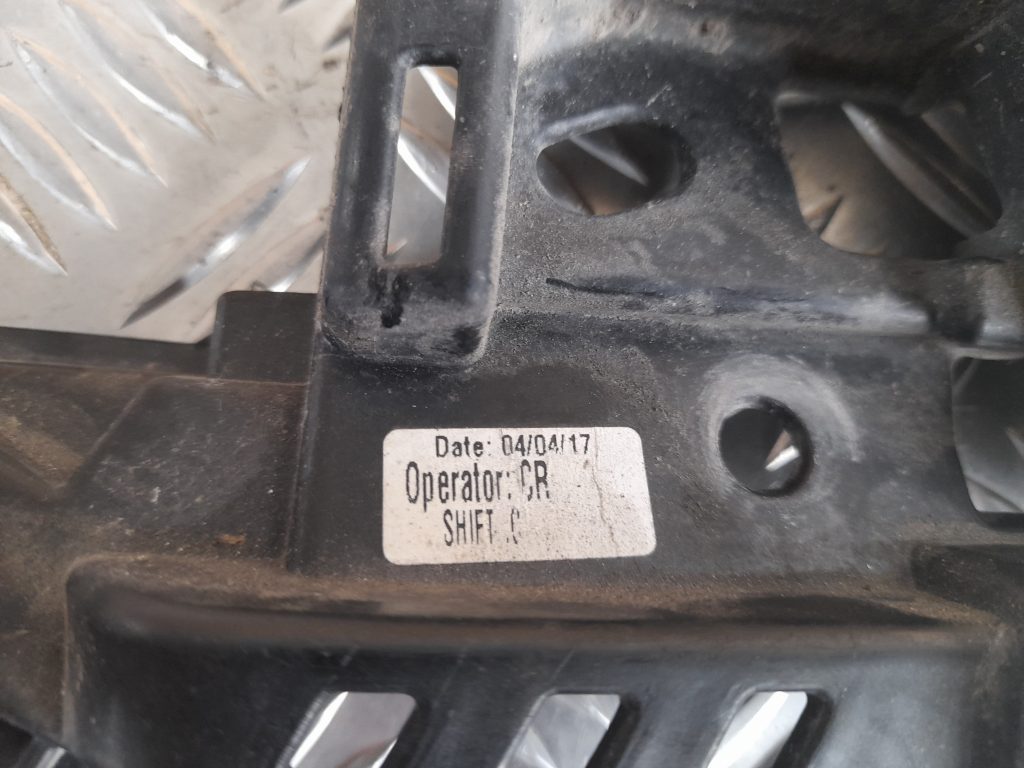 Date: 04/04/17
Operator: CR
SHIFT :C